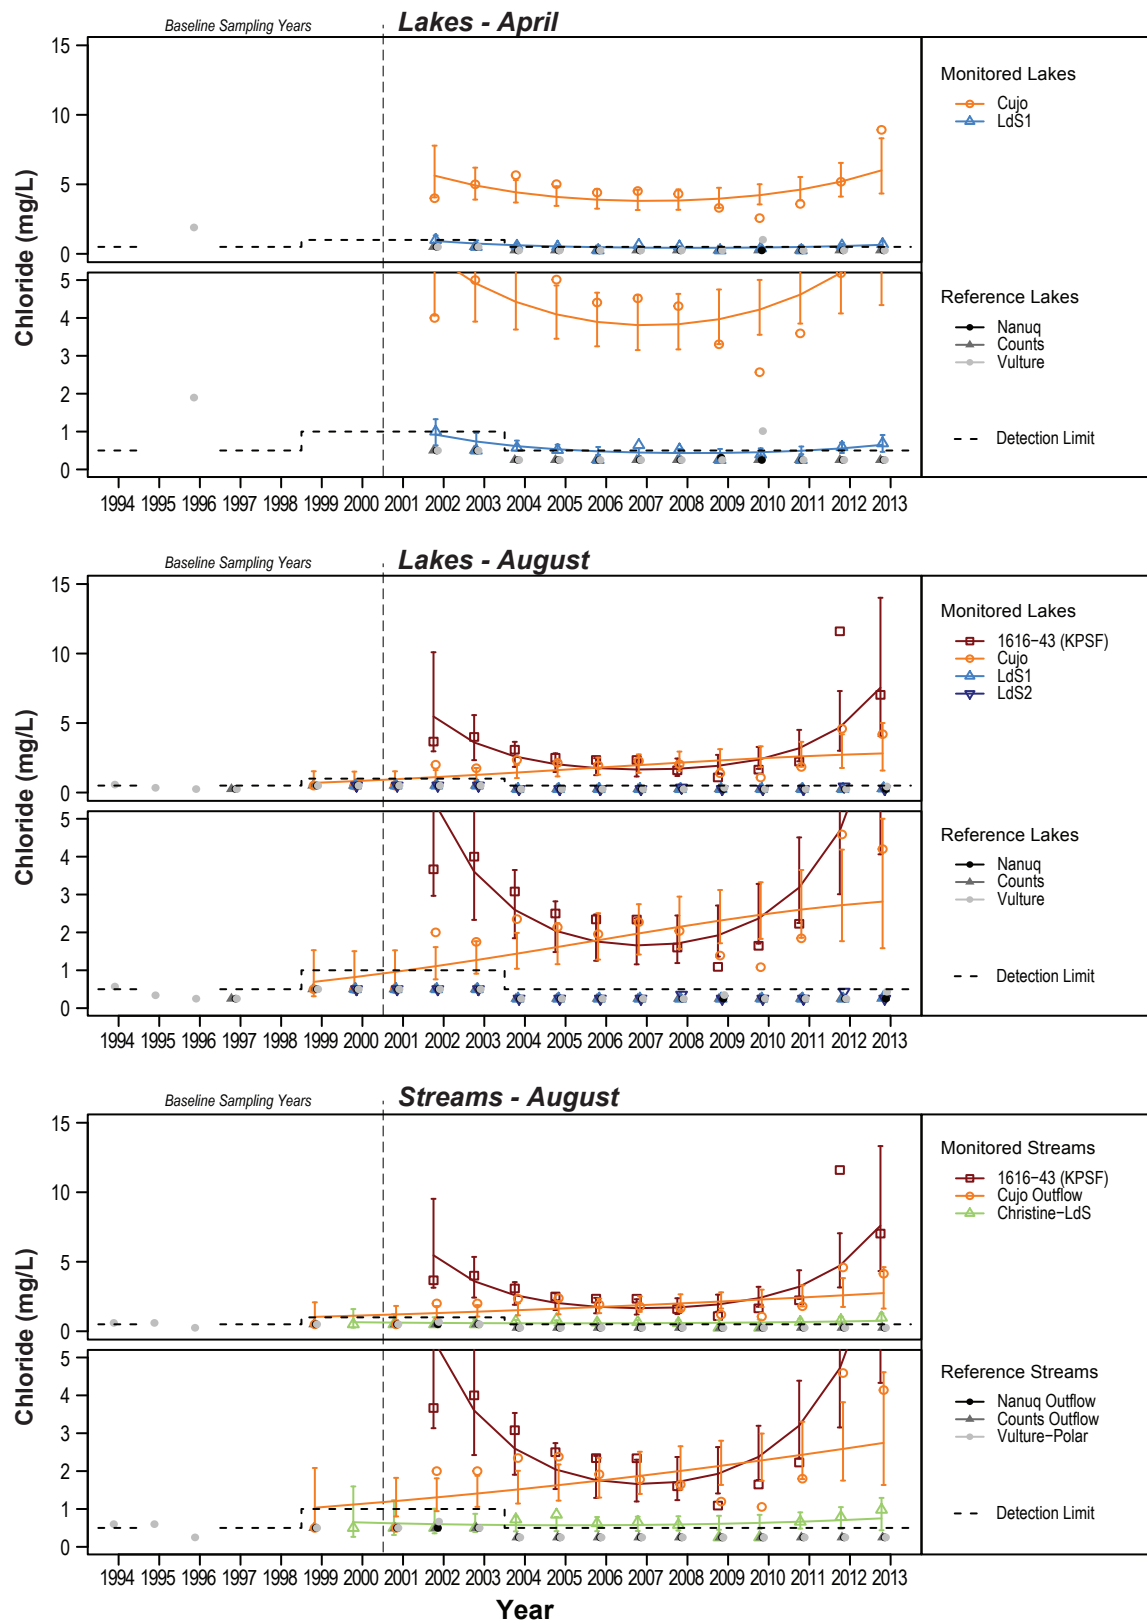 Baseline Sampling Years
Lakes - April
Chloride (mg/L)
15
10
5
0
5
4
3
2
1
0
1994 1995 1996 1997 1998 1999 2000 2001 2002 2003 2004 2005 2006 2007 2008 2009 2010 2011 2012 2013
Monitored Lakes
Cujo
LdS1
Reference Lakes
Nanuq
Counts
Vulture
Detection Limit
Baseline Sampling Years
Lakes - August
Chloride (mg/L)
15
10
5
0
5
4
3
2
1
0
1994 1995 1996 1997 1998 1999 2000 2001 2002 2003 2004 2005 2006 2007 2008 2009 2010 2011 2012 2013
Monitored Lakes
1616-43 (KPSF)
Cujo
LdS1
LdS2
Reference Lakes
Nanuq
Counts
Vulture
Detection Limit
Baseline Sampling Years
Streams - August
Chloride (mg/L)
15
10
5
0
5
4
3
2
1
0
1994 1995 1996 1997 1998 1999 2000 2001 2002 2003 2004 2005 2006 2007 2008 2009 2010 2011 2012 2013
Year
Monitored Streams
1616-43 (KPSF)
Cujo Outflow
Christine-LdS
Reference Streams
Nanuq Outflow
Counts Outflow
Vulture-Polar
Detection Limit